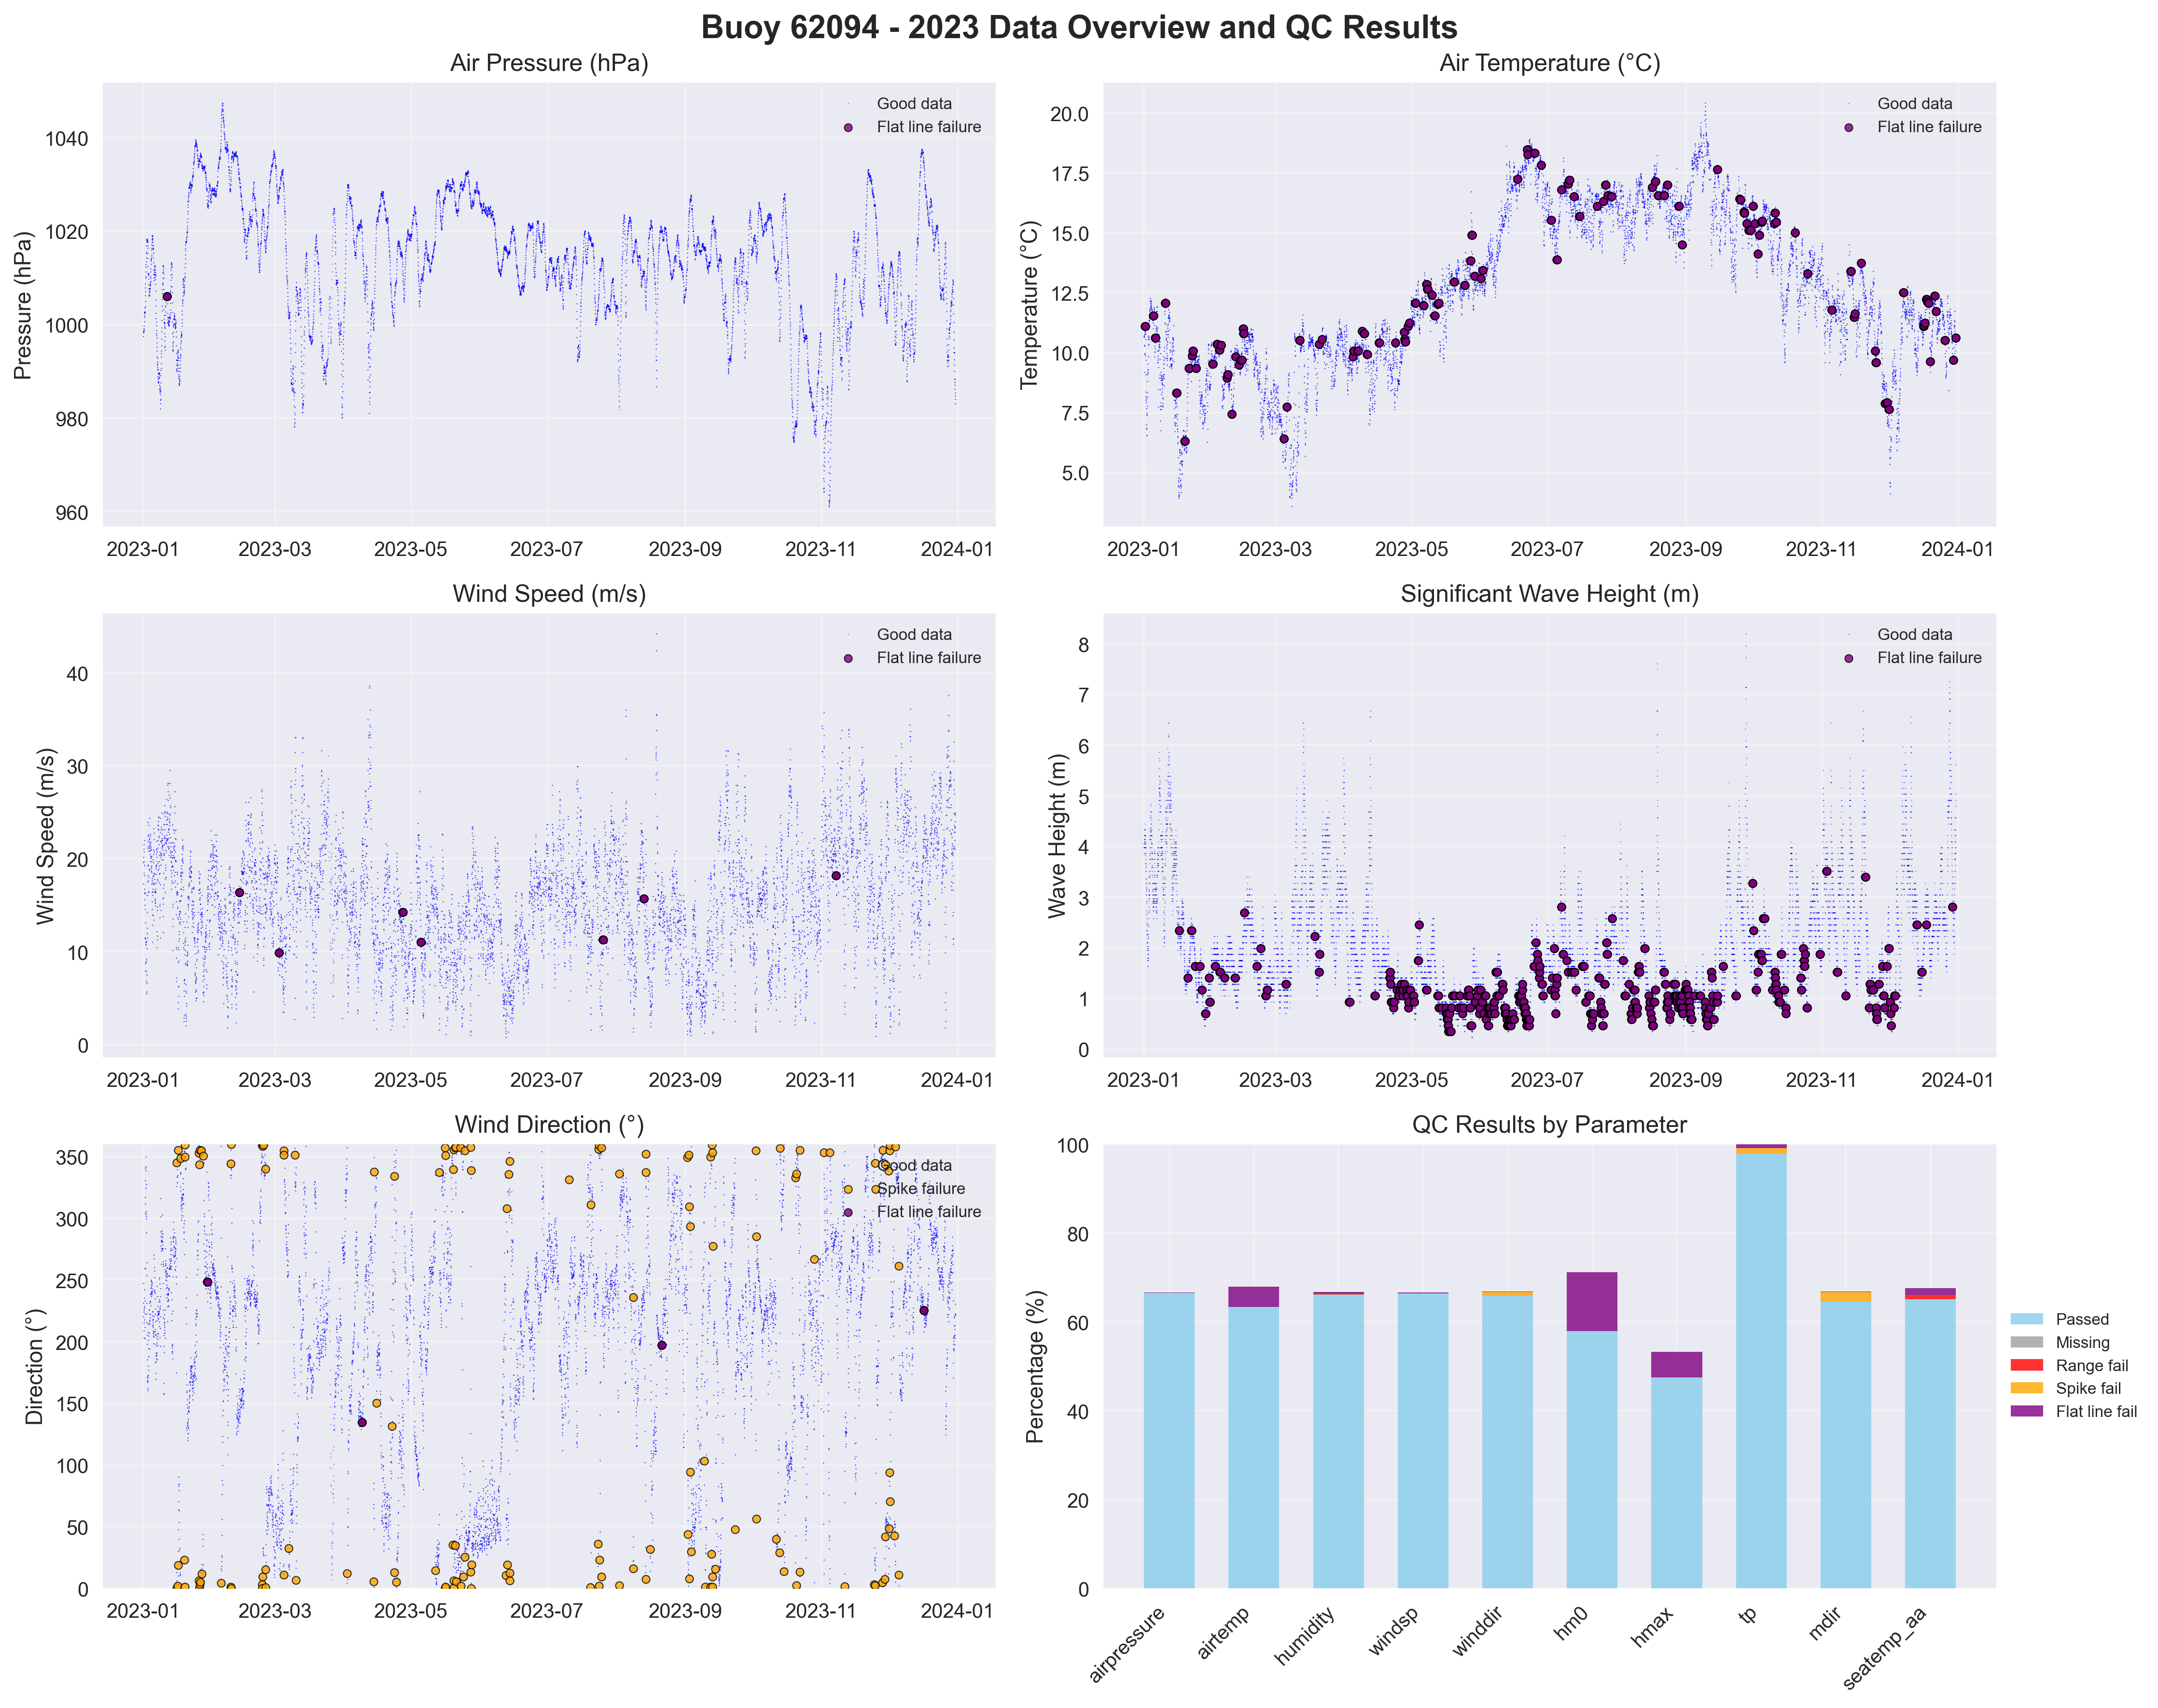 Buoy 62094 - 2023 Data Overview and QC Results
Air Pressure (hPa)
Pressure (hPa)
1040
1020
1000
980
960
2023-01 2023-03 2023-05 2023-07 2023-09 2023-11 2024-01
Good data
Flat line failure
Air Temperature (°C)
Temperature (°C)
20.0
17.5
15.0
12.5
10.0
7.5
5.0
2023-01 2023-03 2023-05 2023-07 2023-09 2023-11 2024-01
Good data
Flat line failure
Wind Speed (m/s)
Wind Speed (m/s)
40
30
20
10
0
2023-01 2023-03 2023-05 2023-07 2023-09 2023-11 2024-01
Good data
Flat line failure
Significant Wave Height (m)
Wave Height (m)
8
7
6
5
4
3
2
1
0
2023-01 2023-03 2023-05 2023-07 2023-09 2023-11 2024-01
Good data
Flat line failure
Wind Direction (°)
Direction (°)
350
300
250
200
150
100
50
0
2023-01 2023-03 2023-05 2023-07 2023-09 2023-11 2024-01
Good data
Spike failure
Flat line failure
QC Results by Parameter
Percentage (%)
100
80
60
40
20
0
airpressure
airtemp
humidity
windsp
winddir
hm0
hmax
tp
mdir
seatemp_aa
Passed
Missing
Range fail
Spike fail
Flat line fail